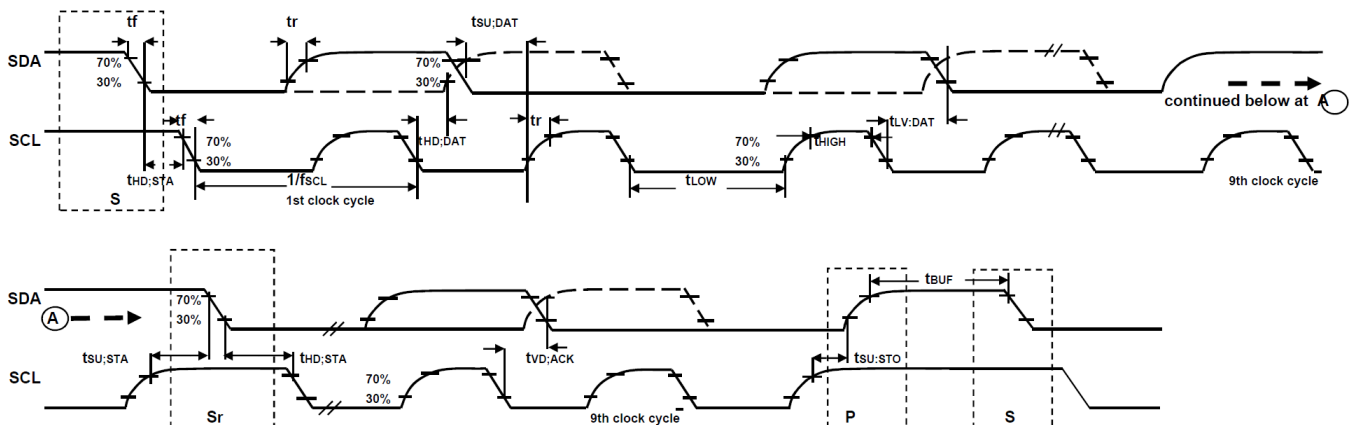 tf tr tSU;DAT
SDA 70% 30% 70% 30%
continued below at A
SCL tf 70% 30% tHD;DAT tr 70% 30% tHIGH tLV:DAT
tHD;STA 1/fSCL tLOW
S 1st clock cycle 9th clock cycle
SDA 70% 30% tBUF
A
tSU;STA tHD;STA tVD;ACK tSU:STO
SCL 70% 30%
Sr 9th clock cycle P S